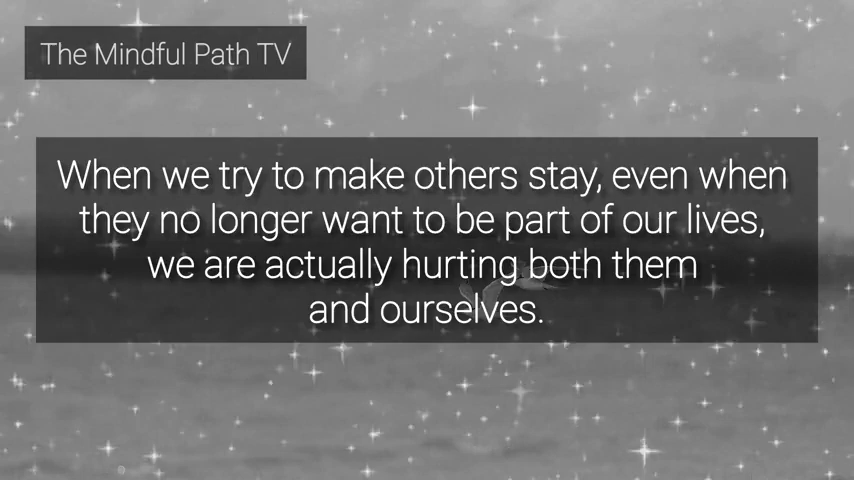 The Mindful Path TV
When we try to make others stay, even when
they no longer want to be part of our lives,
we are actually hurting both them
and ourselves.